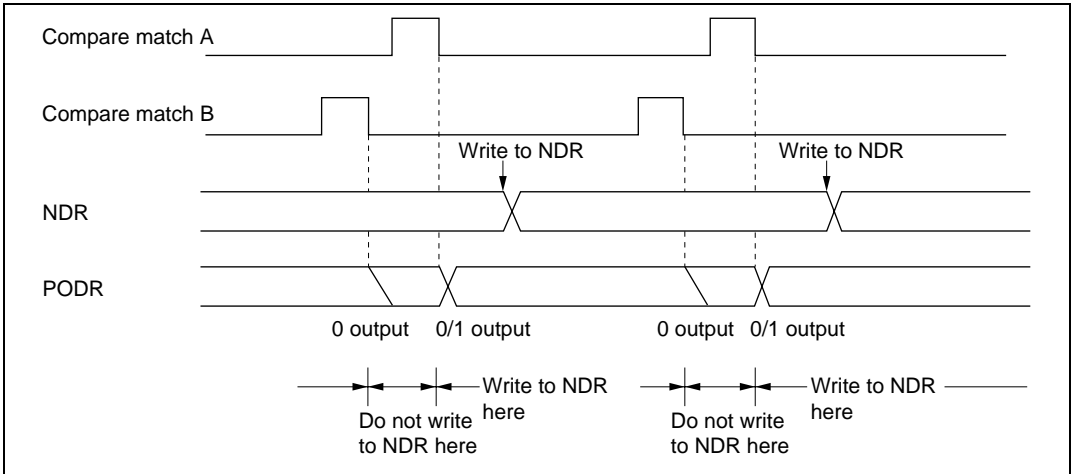 Compare match A
Compare match B
Write to NDR Write to NDR
NDR
PODR
0 output 0/1 output 0 output 0/1 output
Write to NDR
here
Do not write
to NDR here
Write to NDR
here
Do not write
to NDR here